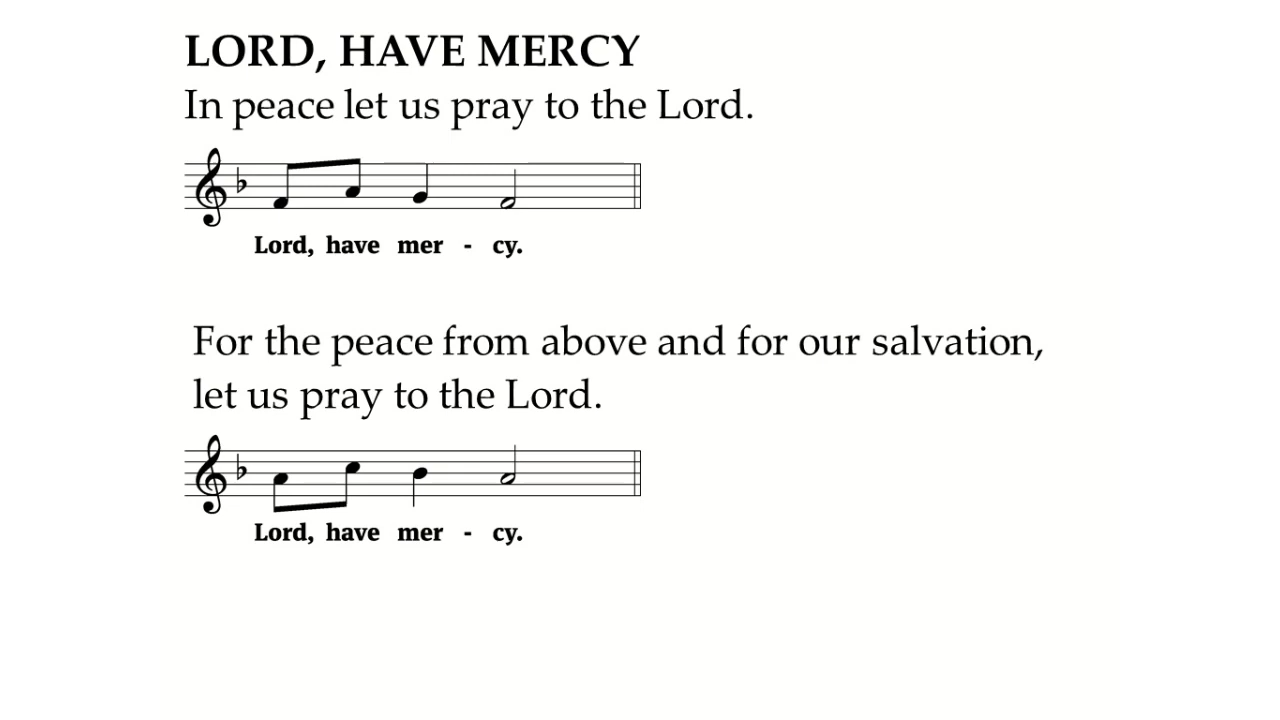 LORD, HAVE MERCY
In peace let us pray to the Lord.
Lord, have mer - cy.
For the peace from above and for our salvation,
let us pray to the Lord.
Lord, have mer - cy.